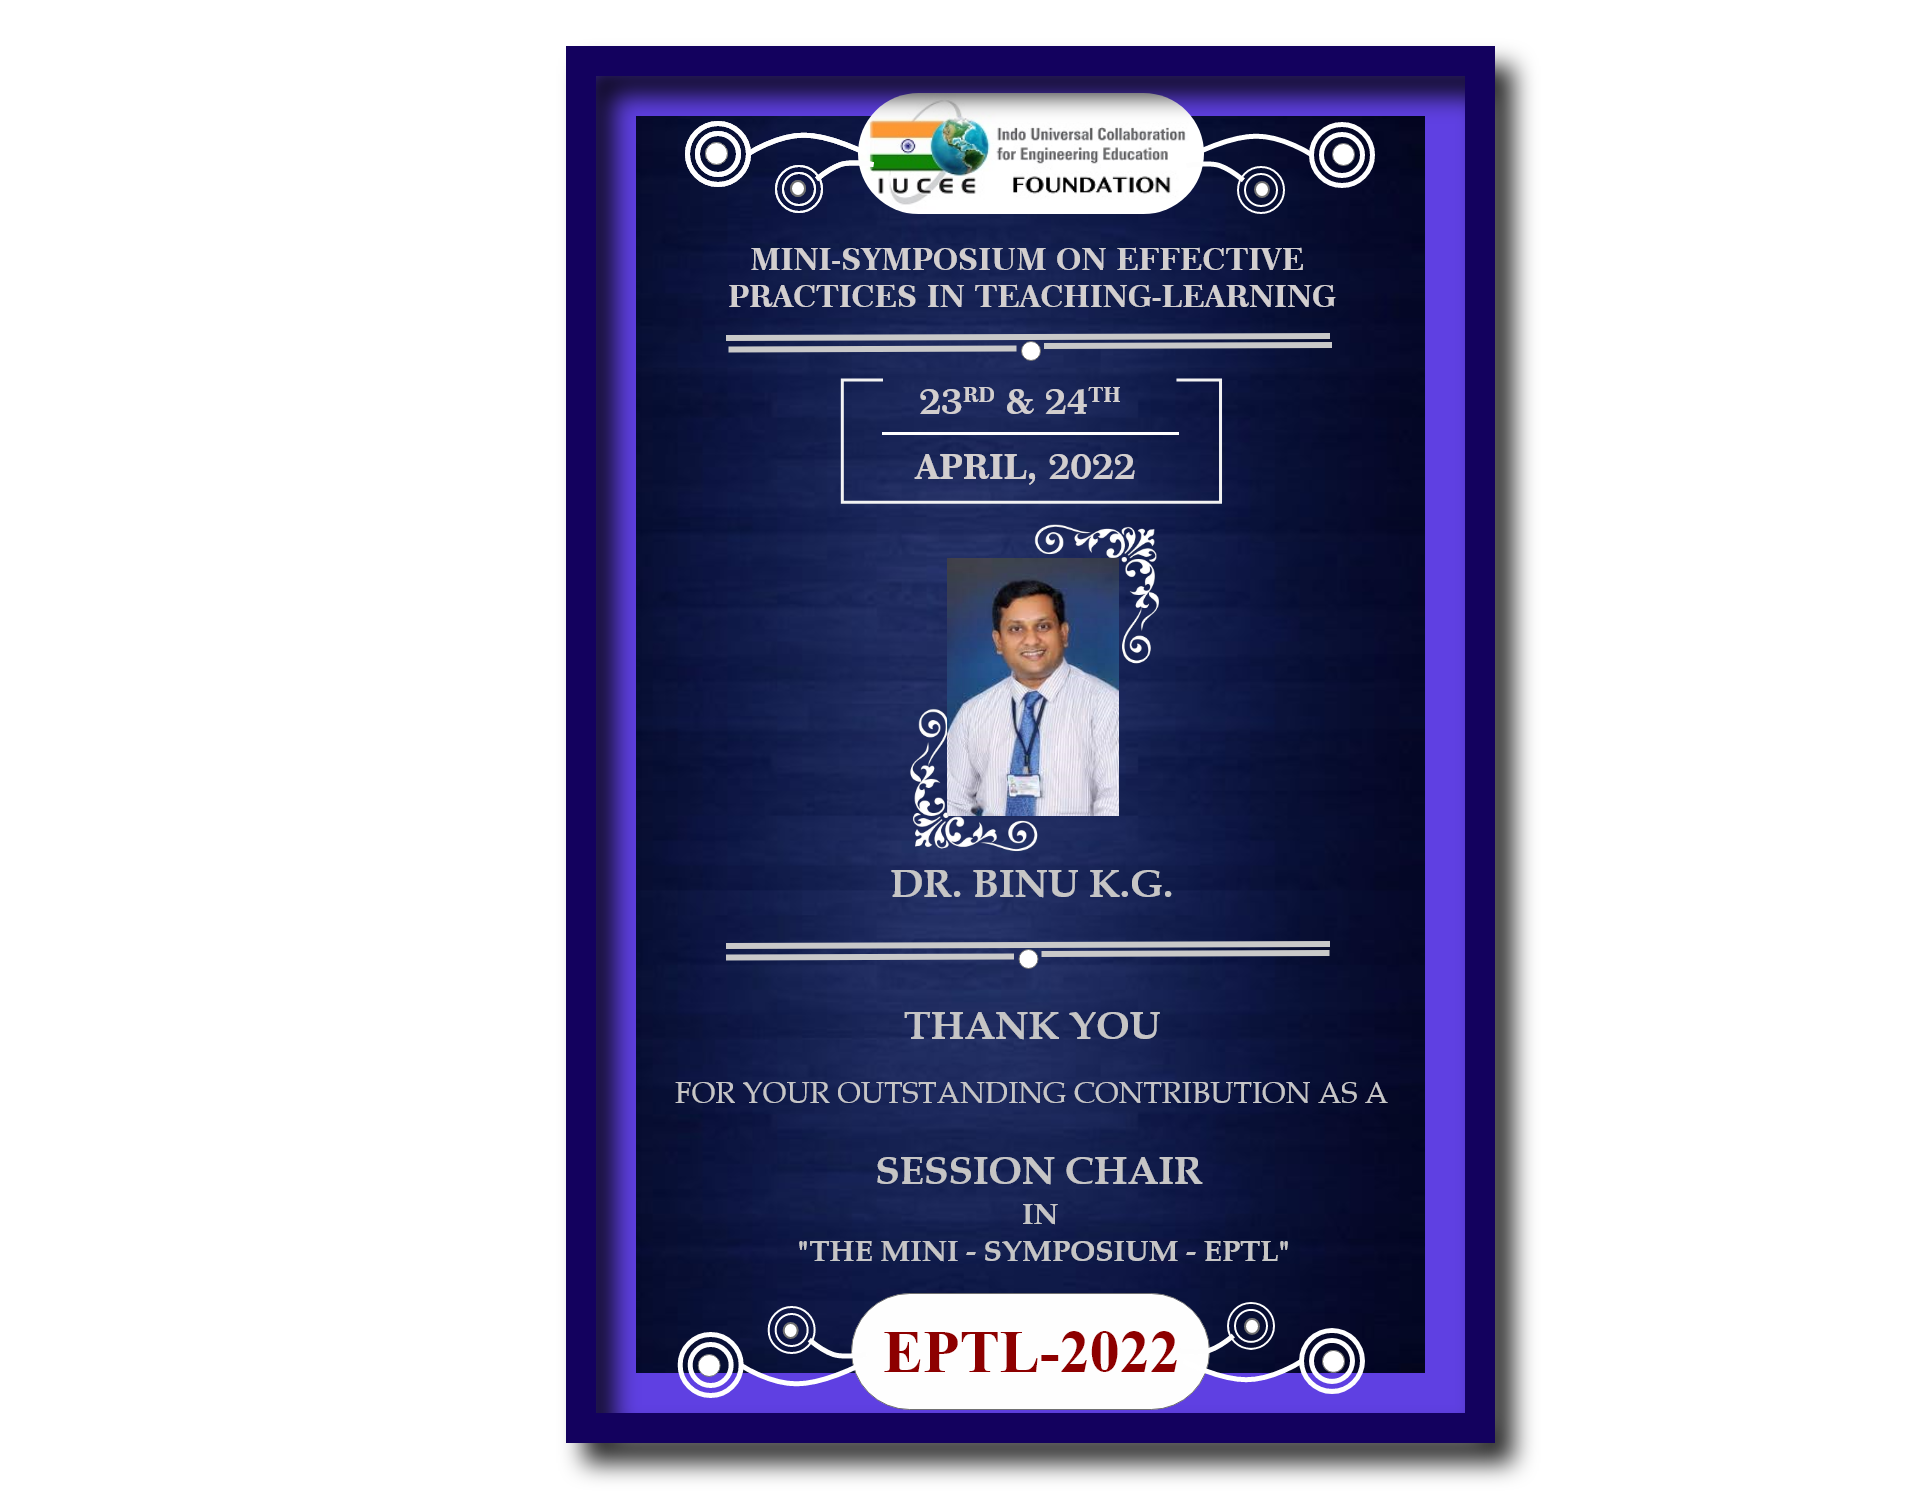 Indo Universal Collaboration
for Engineering Education
IUCEE FOUNDATION
MINI-SYMPOSIUM ON EFFECTIVE
PRACTICES IN TEACHING-LEARNING
23RD & 24TH
APRIL, 2022
DR. BINU K.G.
THANK YOU
FOR YOUR OUTSTANDING CONTRIBUTION AS A
SESSION CHAIR
IN
"THE MINI - SYMPOSIUM - EPTL"
EPTL-2022